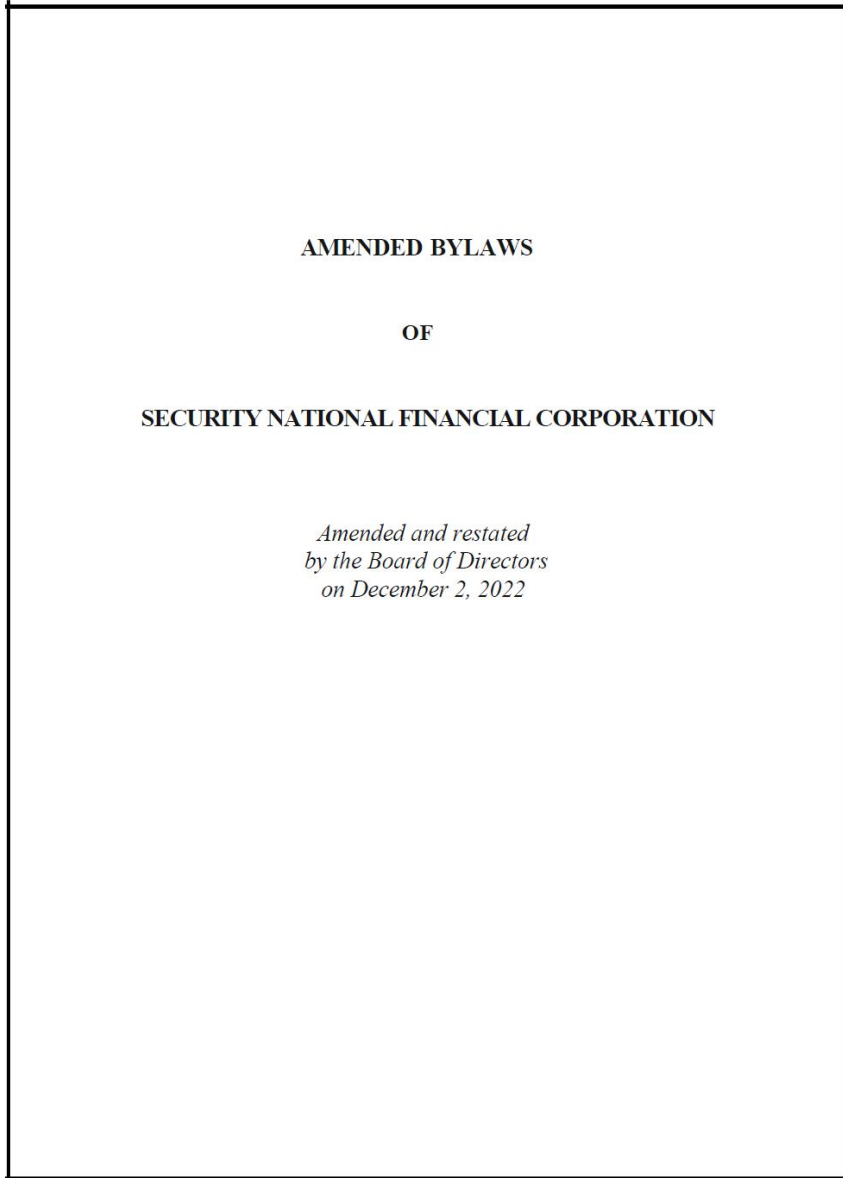 AMENDED BYLAWS
OF
SECURITY NATIONAL FINANCIAL CORPORATION
Amended and restated
by the Board of Directors
on December 2, 2022